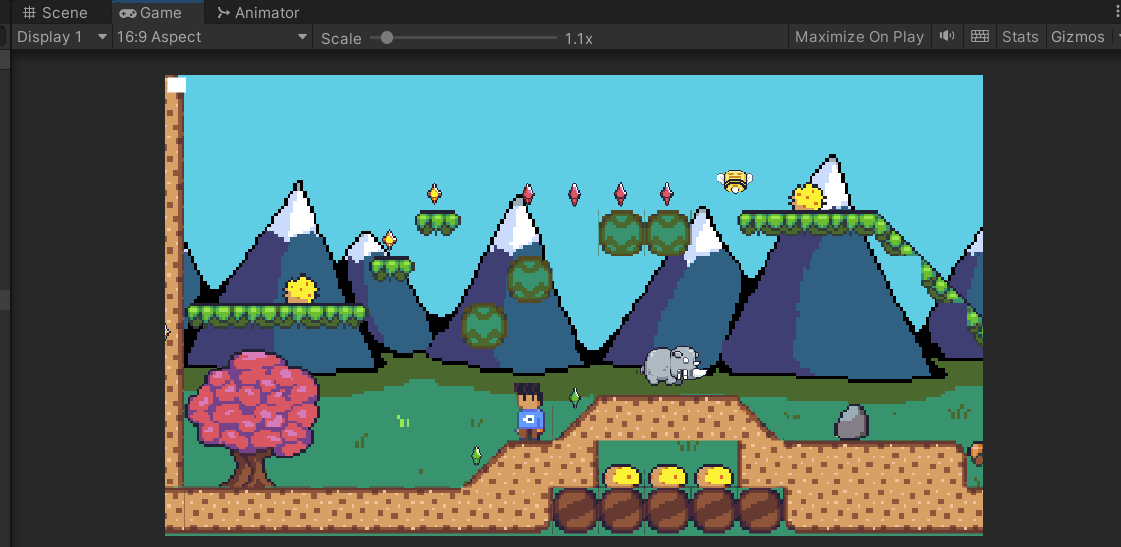 Scene Game Animator
Display 1 16:9 Aspect Scale 1.1x Maximize On Play Stats Gizmos